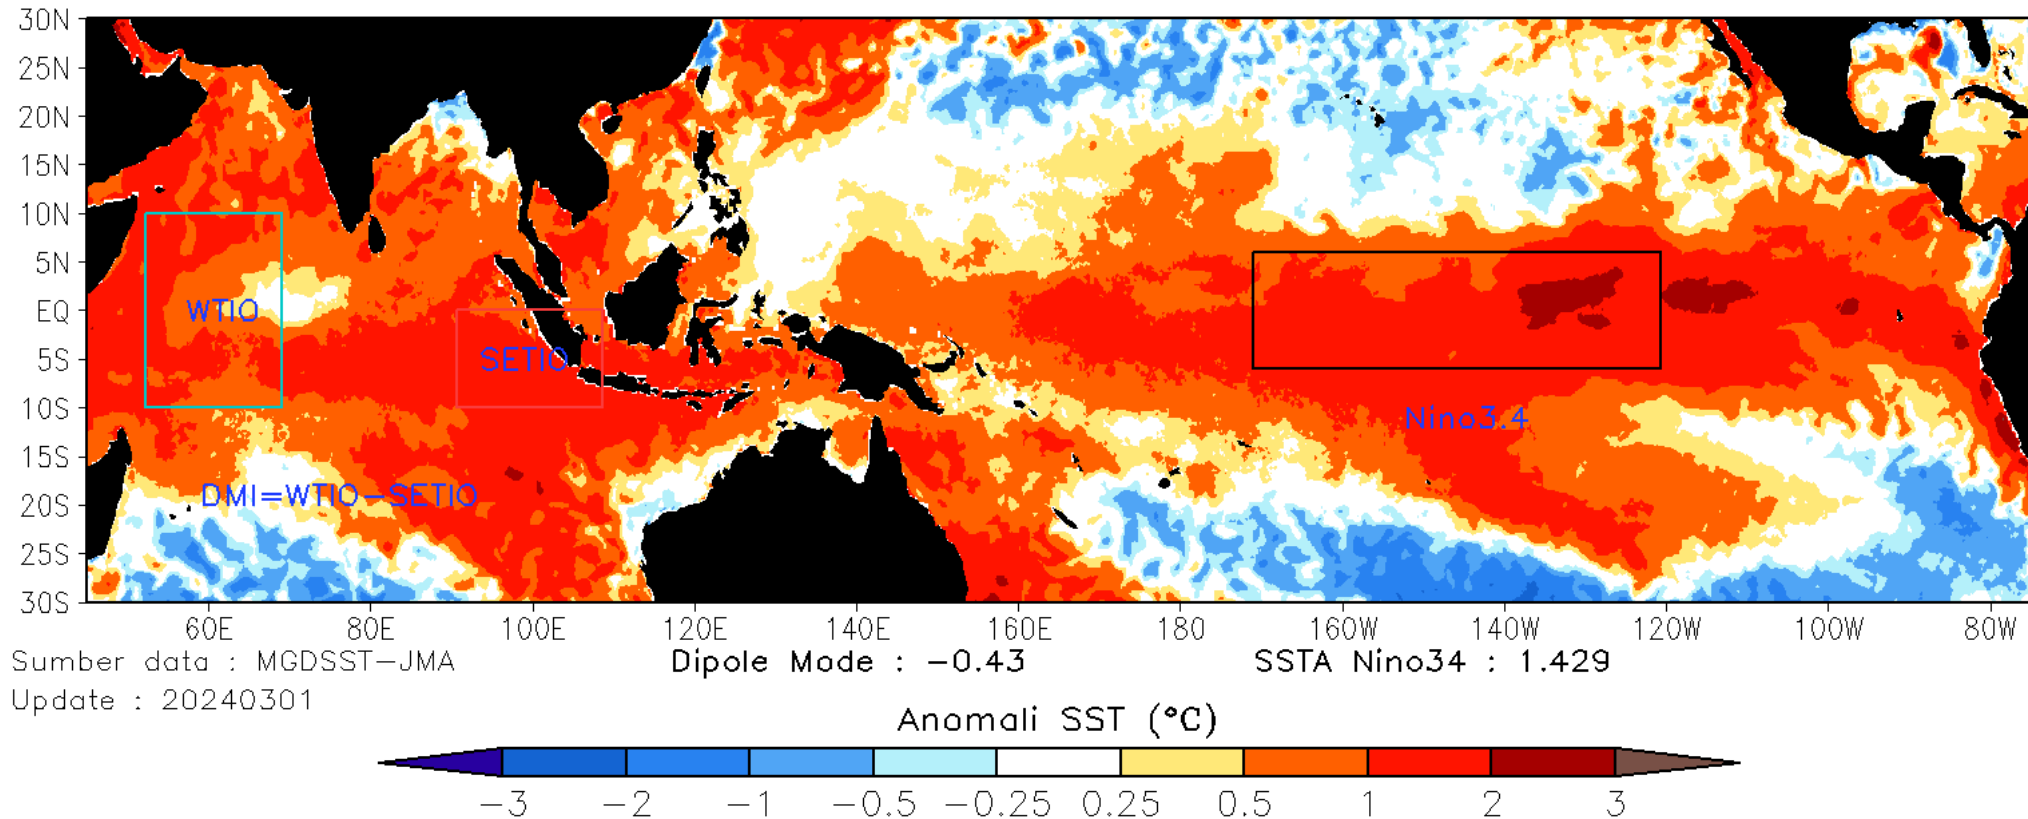 30N
25N
20N
15N
10N
5N
EQ
5S
10S
15S
20S
25S
30S
WTIO
SETIO
Nino3.4
DMI=WTIO-SETIO
60E 80E 100E 120E 140E 160E 180 160W 140W 120W 100W 80W
Sumber data : MGDSST-JMA Dipole Mode : -0.43 SSTA Nino34 : 1.429
Update : 20240301
Anomali SST (°C)
-3 -2 -1 -0.5 -0.25 0.25 0.5 1 2 3